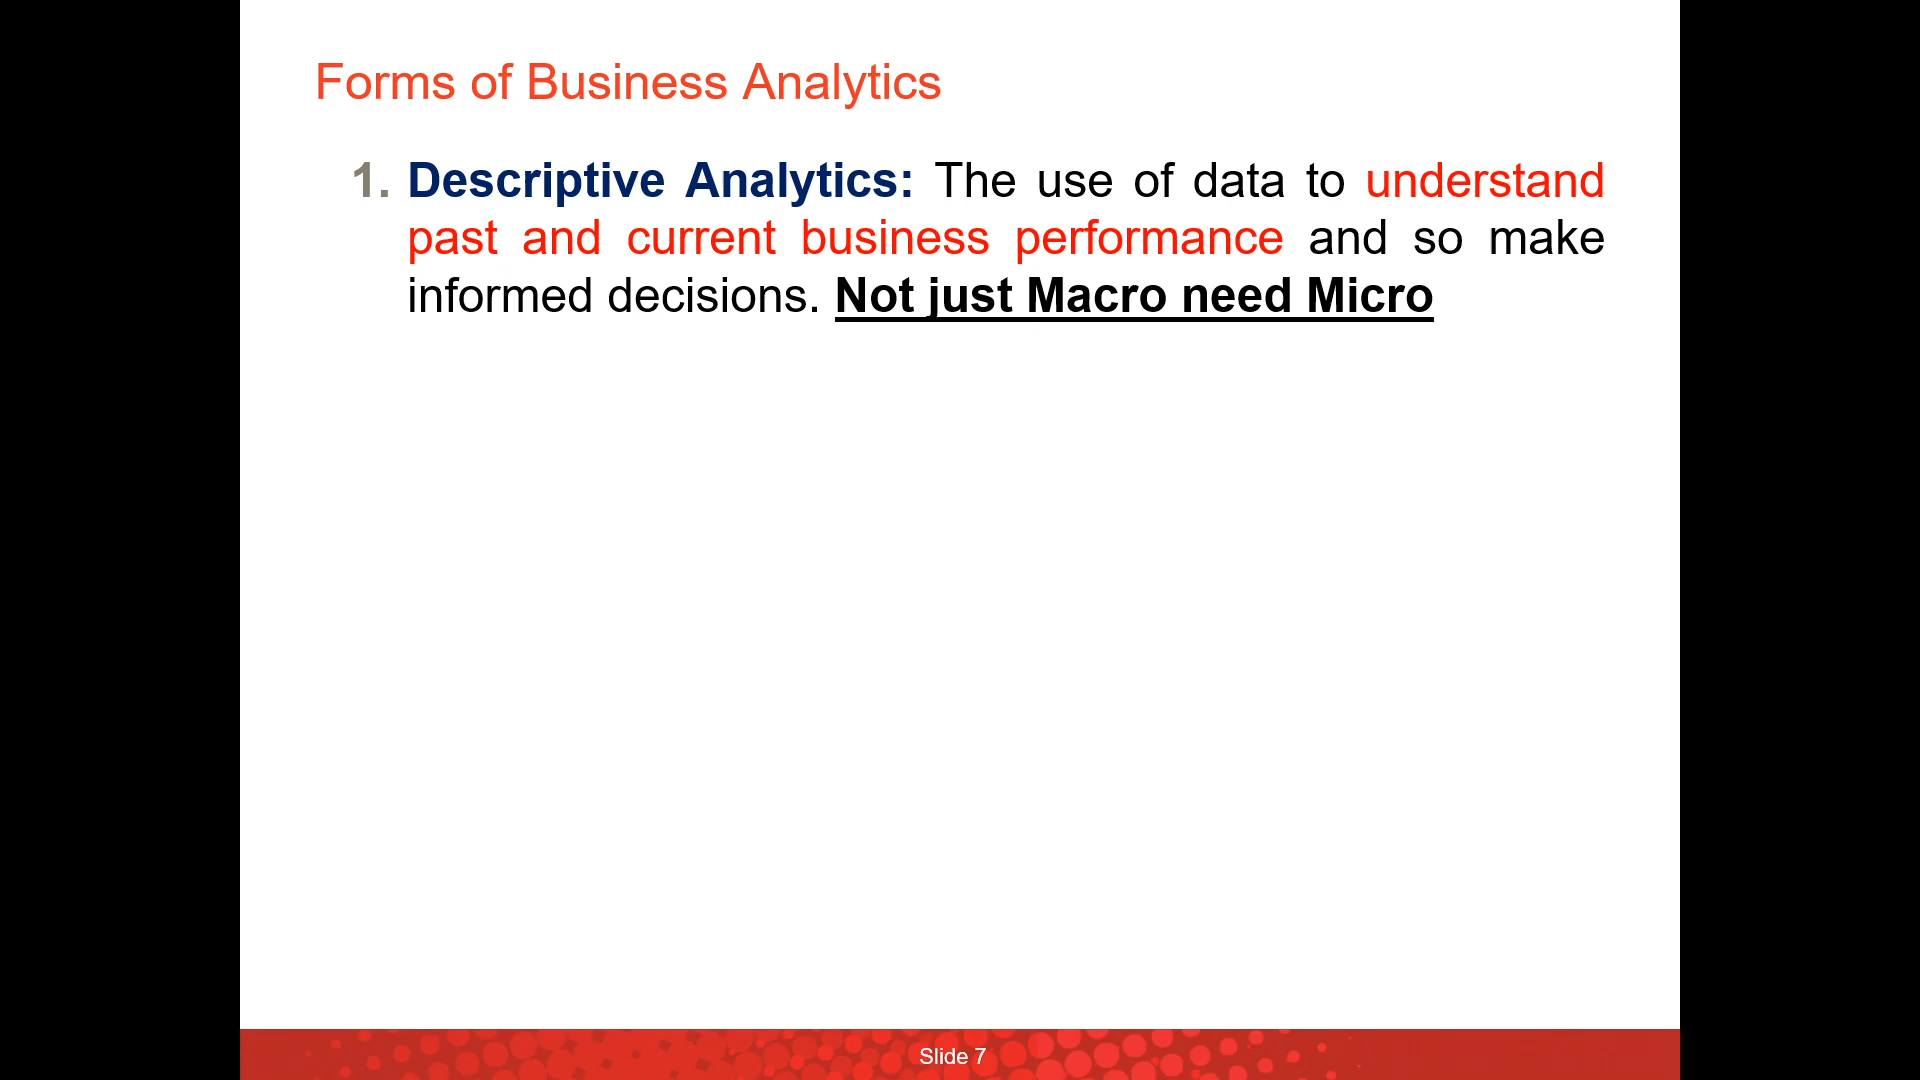 Forms of Business Analytics
1. Descriptive Analytics: The use of data to understand
past and current business performance and so make
informed decisions. Not just Macro need Micro
Slide 7